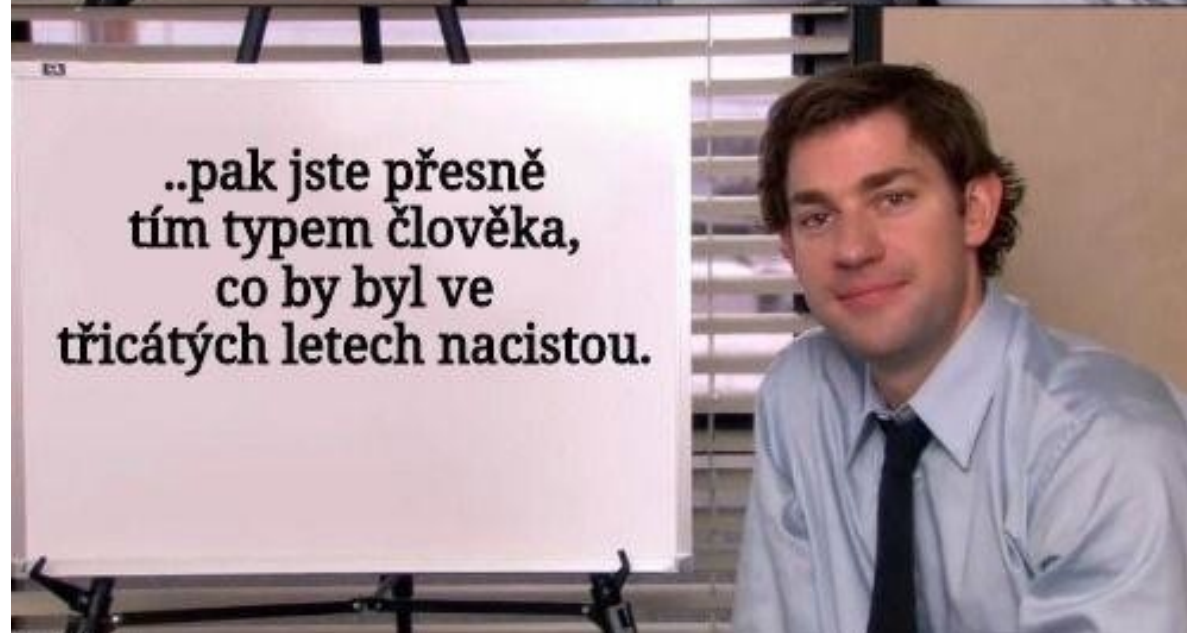 ..pak jste přesně
tím typem člověka,
co by byl ve
třicátých letech nacistou.